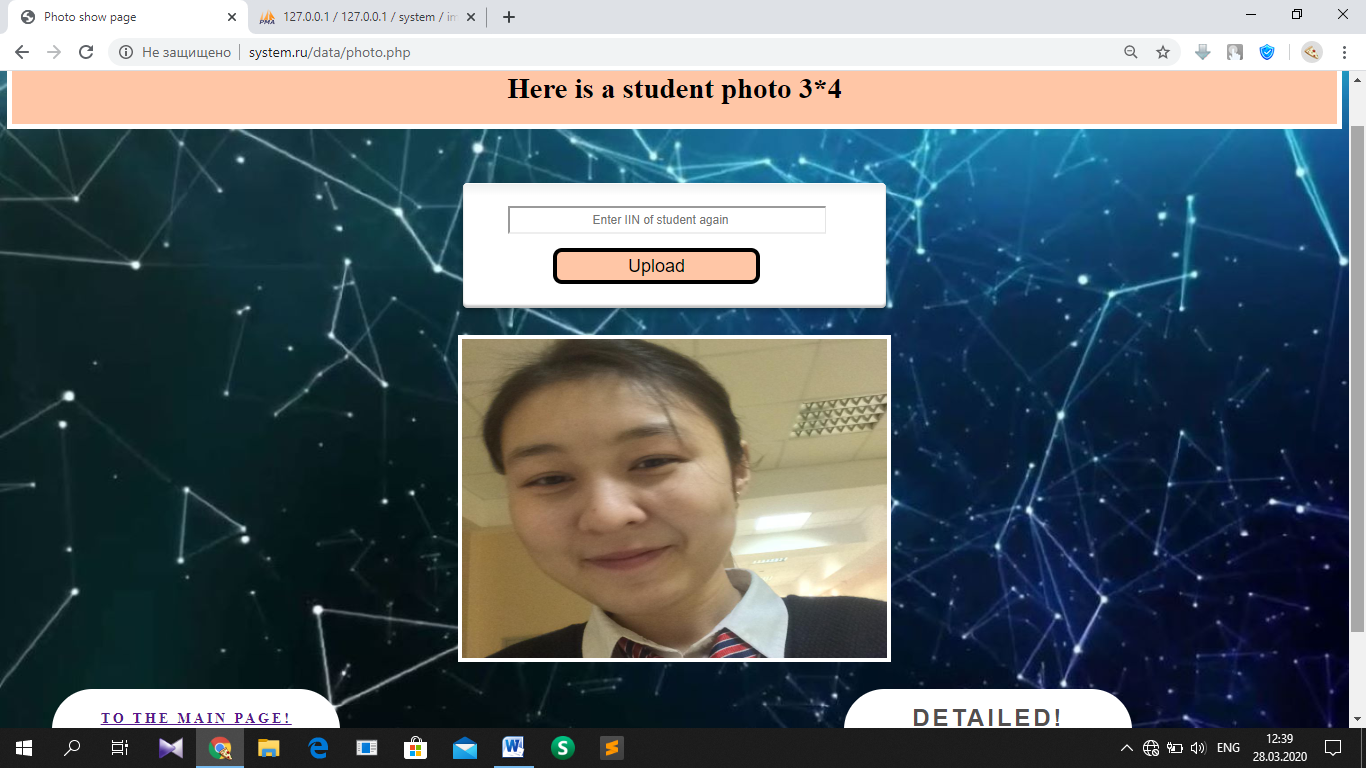 Photo show page
127.0.0.1 / 127.0.0.1 / system / im
Не защищено
system.ru/data/photo.php
Here is a student photo 3*4
Enter IIN of student again
Upload
TO THE MAIN PAGE!
DETAILED!
ENG
12:39
28.03.2020